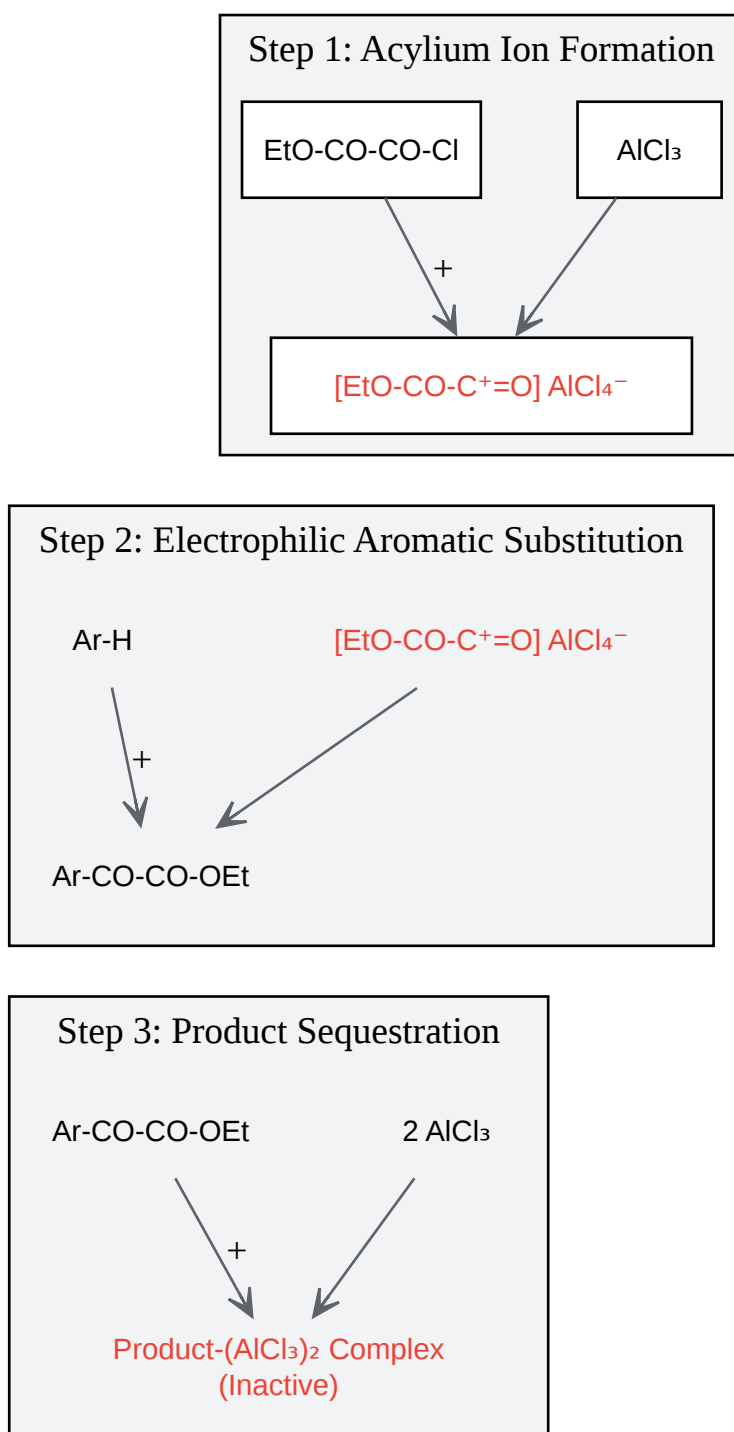 Step 1: Acylium Ion Formation
EtO-CO-CO-Cl
AlCl₃
+
[EtO-CO-C⁺=O] AlCl₄⁻
Step 2: Electrophilic Aromatic Substitution
Ar-H
[EtO-CO-C⁺=O] AlCl₄⁻
+
Ar-CO-CO-OEt
Step 3: Product Sequestration
Ar-CO-CO-OEt
2 AlCl₃
+
Product-(AlCl₃)₂ Complex
(Inactive)